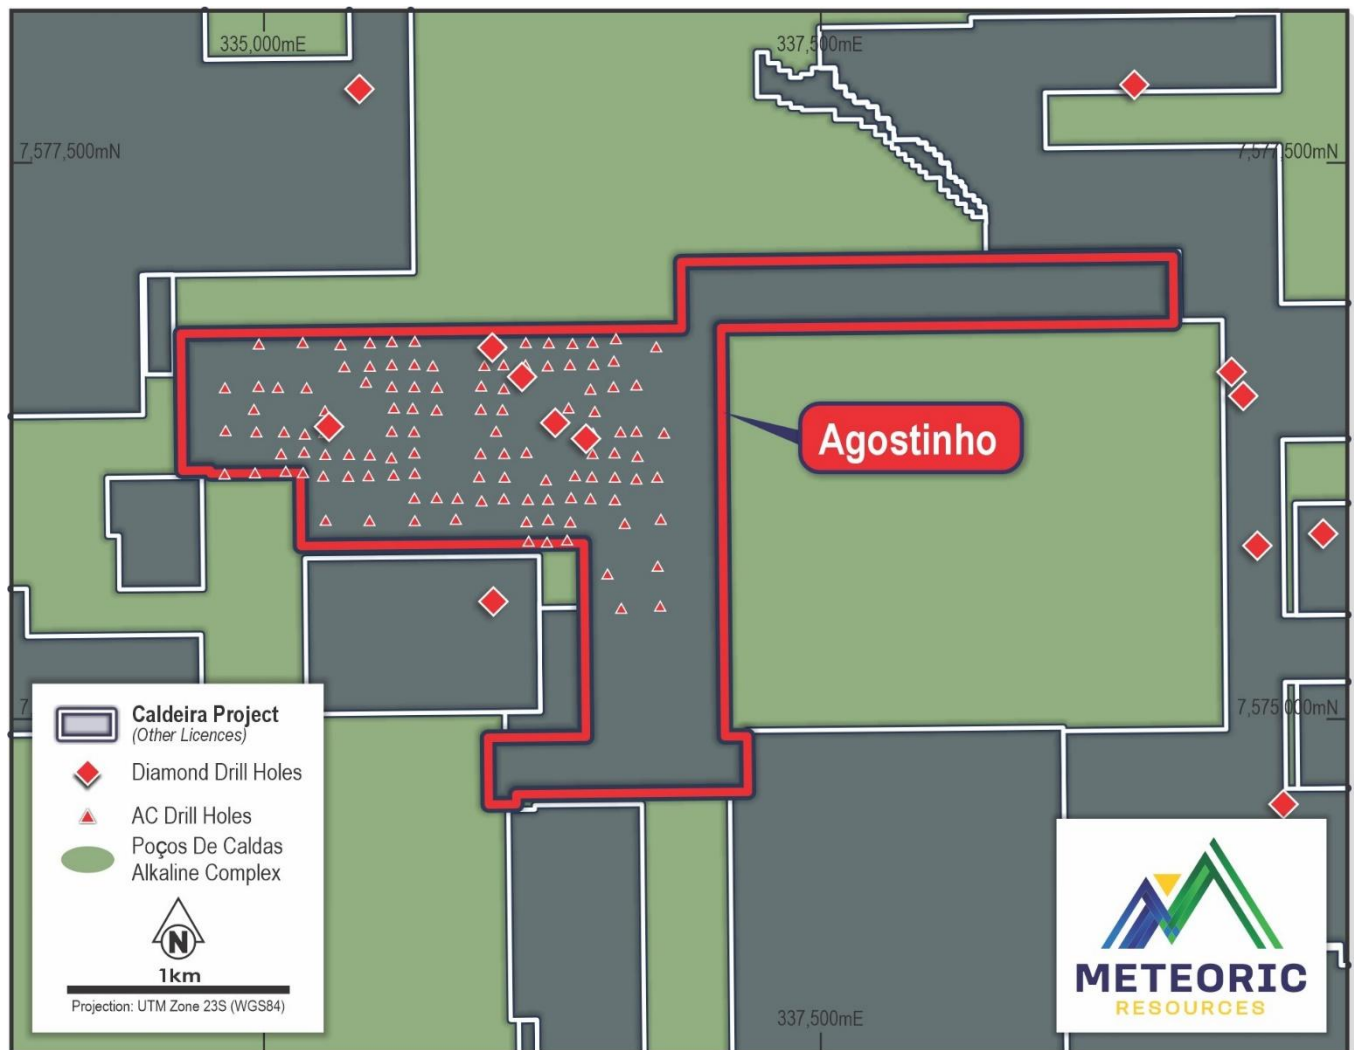 335,000mE
337,500mE
7,577,500mN
7,577,500mN
Agostinho
7,575,000mN
Caldeira Project
(Other Licences)
Diamond Drill Holes
AC Drill Holes
Poços De Caldas
Alkaline Complex
N
1km
Projection: UTM Zone 23S (WGS84)
337,500mE
METEORIC
RESOURCES